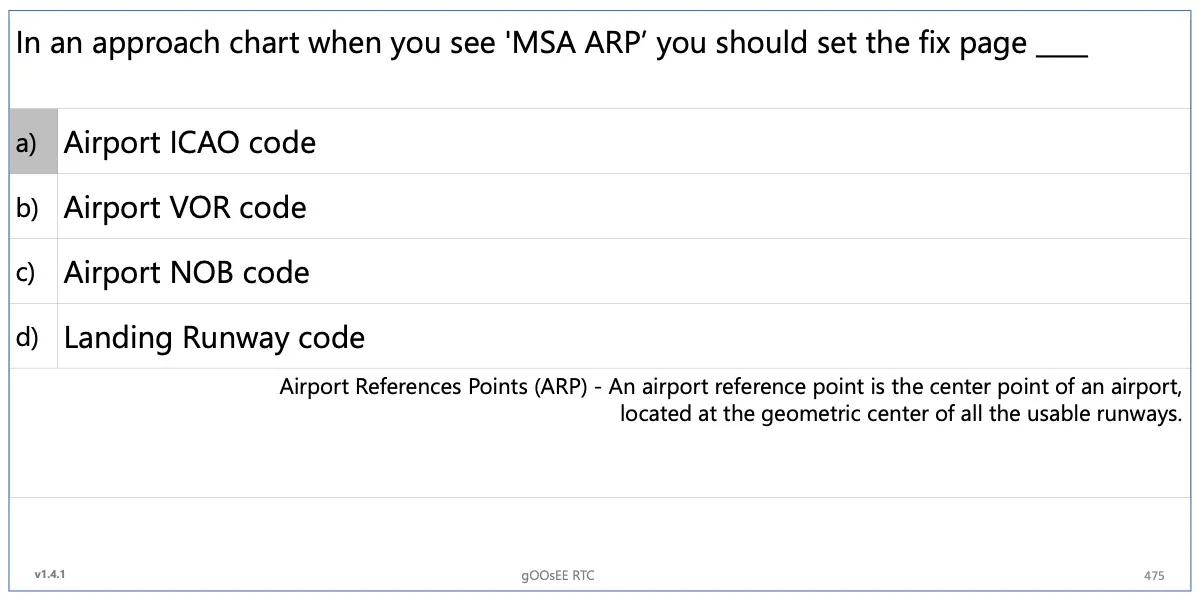 In an approach chart when you see 'MSA ARP’ you should set the fix page ____
a) Airport ICAO code
b) Airport VOR code
c) Airport NOB code
d) Landing Runway code
Airport References Points (ARP) - An airport reference point is the center point of an airport,
located at the geometric center of all the usable runways.
v1.4.1 gOOsEE RTC 475